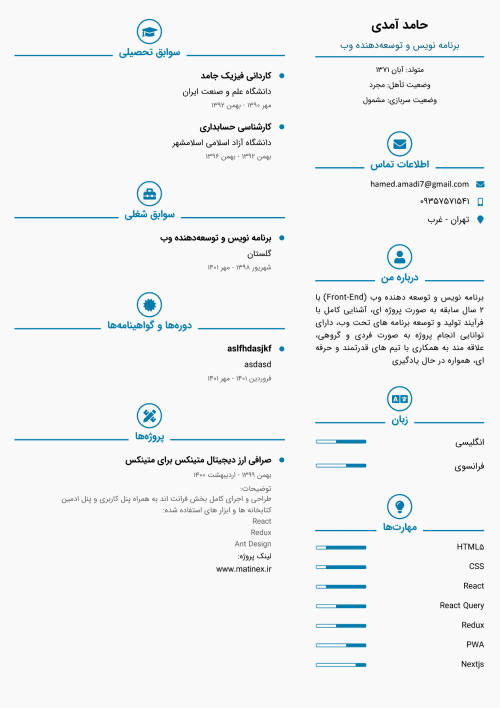 حامد آمدی
برنامه نویس و توسعه‌دهنده وب
متولد: آبان ۱۳۷۱
وضعیت تأهل: مجرد
وضعیت سربازی: مشمول
اطلاعات تماس
hamed.amadi7@gmail.com
۰۹۳۵۷۵۷۱۵۴۱
تهران - غرب
درباره من
برنامه نویس و توسعه دهنده وب (Front-End) با
۲ سال سابقه به صورت پروژه ای، آشنایی کامل با
فرآیند تولید و توسعه برنامه های تحت وب، دارای
توانایی انجام پروژه به صورت فردی و گروهی،
علاقه مند به همکاری با تیم های قدرتمند و حرفه
ای، همواره در حال یادگیری
زبان
انگلیسی
فرانسوی
مهارت‌ها
HTML۵
CSS
React
React Query
Redux
PWA
Nextjs
سوابق تحصیلی
کاردانی فیزیک جامد
دانشگاه علم و صنعت ایران
مهر ۱۳۹۰ - بهمن ۱۳۹۲
کارشناسی حسابداری
دانشگاه آزاد اسلامی اسلامشهر
بهمن ۱۳۹۲ - بهمن ۱۳۹۶
سوابق شغلی
برنامه نویس و توسعه‌دهنده وب
گلستان
شهریور ۱۳۹۸ - مهر ۱۴۰۱
دوره‌ها و گواهینامه‌ها
aslfhdasjkf
asdasd
فروردین ۱۴۰۱ - مهر ۱۴۰۱
پروژه‌ها
صرافی ارز دیجیتال متینکس برای متینکس
بهمن ۱۳۹۹ - اردیبهشت ۱۴۰۰
توضیحات:
طراحی و اجرای کامل بخش فرانت اند به همراه پنل کاربری و پنل ادمین
کتابخانه ها و ابزار های استفاده شده:
React
Redux
Ant Design
لینک پروژه:
www.matinex.ir